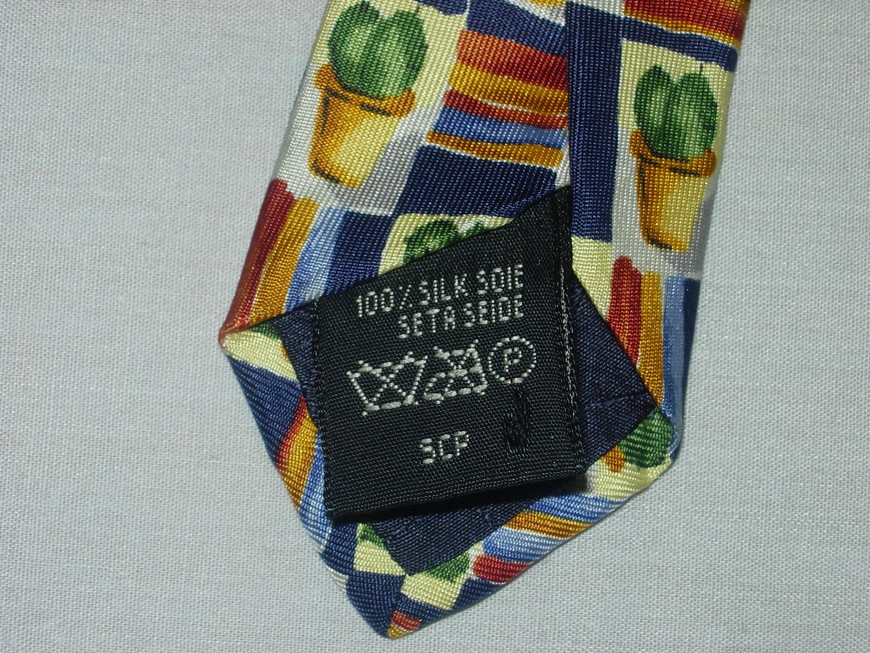 100% SILK SOIE
SETA SEIDE
P
SCP